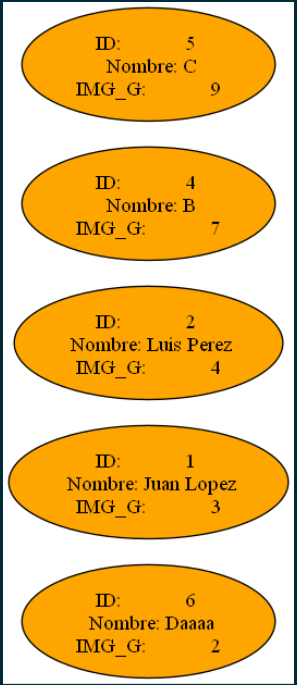 ID: 5
Nombre: C
IMG_G: 9
ID: 4
Nombre: B
IMG_G: 7
ID: 2
Nombre: Luis Perez
IMG_G: 4
ID: 1
Nombre: Juan Lopez
IMG_G: 3
ID: 6
Nombre: Daaaa
IMG_G: 2